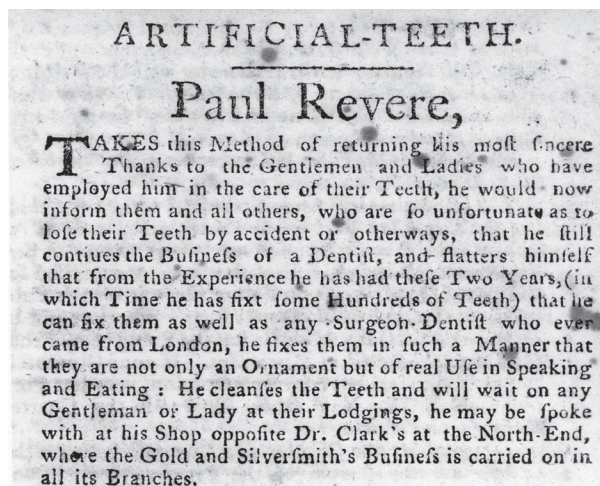 ARTIFICIAL-TEETH.
Paul Revere,
TAKES this Method of returning his moſt ſincere
Thanks to the Gentlemen and Ladies who have
employed him in the care of their Teeth, he would now
inform them and all others, who are ſo unfortunate as to
loſe their Teeth by accident or otherways, that he ſtill
contiues the Buſineſs of a Dentiſt, and flatters himſelf
that from the Experience he has had theſe Two Years, (in
which Time he has fixt ſome Hundreds of Teeth) that he
can fix them as well as any Surgeon-Dentiſt who ever
came from London, he fixes them in ſuch a Manner that
they are not only an Ornament but of real Uſe in Speaking
and Eating : He cleanſes the Teeth and will wait on any
Gentleman or Lady at their Lodgings, he may be ſpoke
with at his Shop oppoſite Dr. Clark's at the North-End,
where the Gold and Silverſmith's Buſineſs is carried on in
all its Branches.